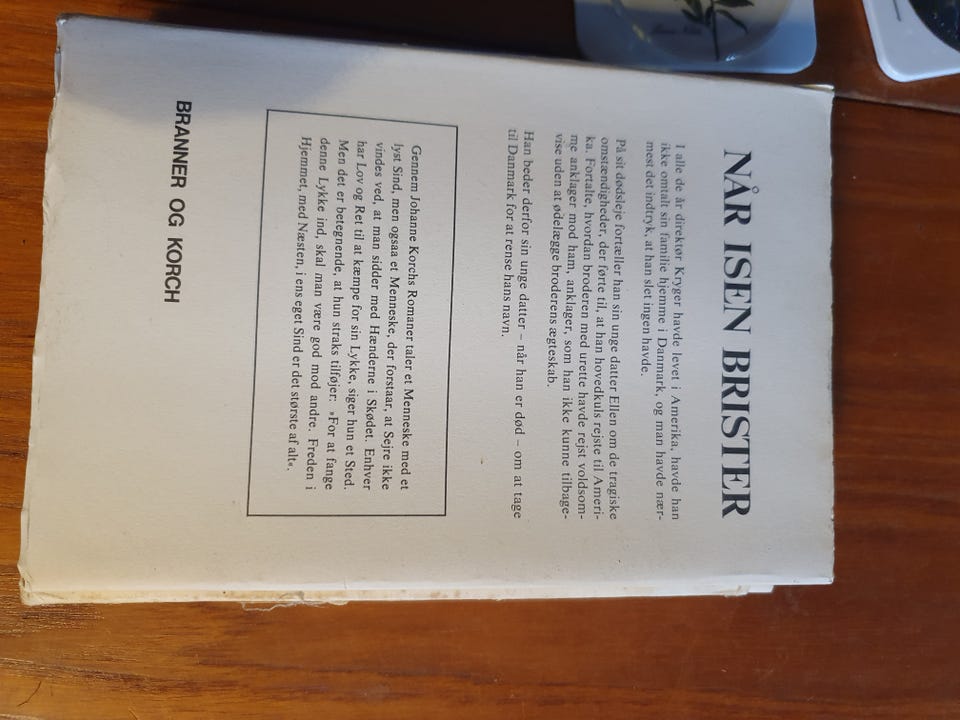 NÅR ISEN BRISTER
I alle de år direktør Kryger havde levet i Amerika, havde han
ikke omtalt sin familie hjemme i Danmark, og man havde nær-
mest det indtryk, at han slet ingen havde.
På sit dødsleje fortæller han sin unge datter Ellen om de tragiske
omstændigheder, der førte til, at han hovedkuls rejste til Ameri-
ka. Fortalte, hvordan broderen med urette havde rejst voldsom-
me anklager mod ham, anklager, som han ikke kunne tilbage-
vise uden at ødelægge broderens ægteskab.
Han beder derfor sin unge datter – når han er død – om at tage
til Danmark for at rense hans navn.
Gennem Johanne Korchs Romaner taler et Menneske med et
lyst Sind, men ogsaa et Menneske, der forstaar, at Sejre ikke
vindes ved, at man sidder med Hænderne i Skødet. Enhver
har Lov og Ret til at kæmpe for sin Lykke, siger hun et Sted.
Men det er betegnende, at hun straks tilføjer: »For at fange
denne Lykke ind, skal man være god mod andre. Freden i
Hjemmet, med Næsten, i ens eget Sind er det største af alt«.
BRANNER OG KORCH